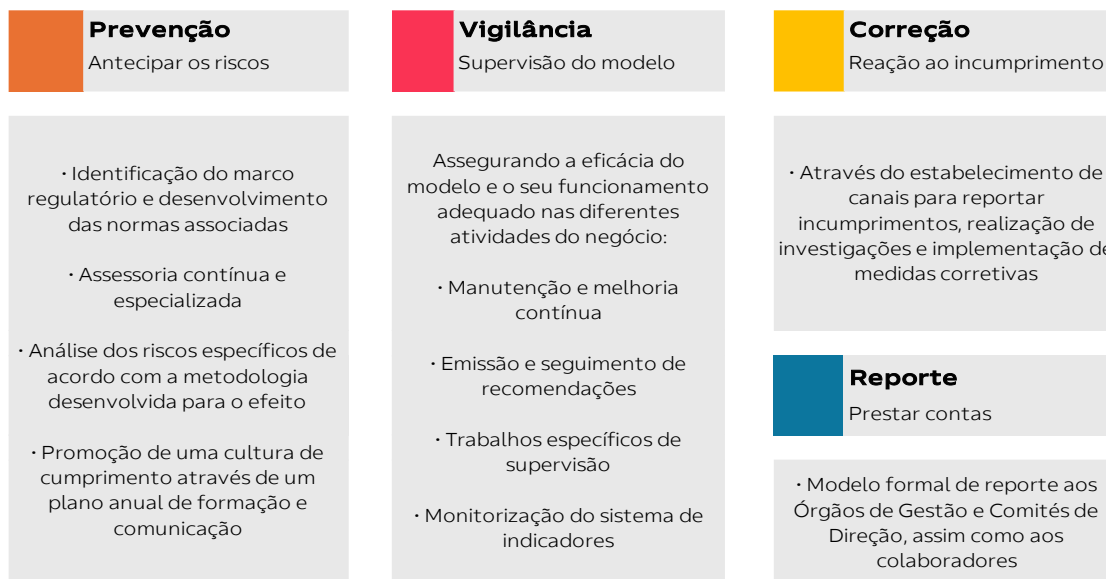 Prevenção
Antecipar os riscos
• Identificação do marco
regulatório e desenvolvimento
das normas associadas
• Assessoria contínua e
especializada
• Análise dos riscos específicos de
acordo com a metodologia
desenvolvida para o efeito
• Promoção de uma cultura de
cumprimento através de um
plano anual de formação e
comunicação
Vigilância
Supervisão do modelo
Assegurando a eficácia do
modelo e o seu funcionamento
adequado nas diferentes
atividades do negócio:
• Manutenção e melhoria
contínua
• Emissão e seguimento de
recomendações
• Trabalhos específicos de
supervisão
• Monitorização do sistema de
indicadores
Correção
Reação ao incumprimento
• Através do estabelecimento de
canais para reportar
incumprimentos, realização de
investigações e implementação de
medidas corretivas
Reporte
Prestar contas
• Modelo formal de reporte aos
Órgãos de Gestão e Comités de
Direção, assim como aos
colaboradores